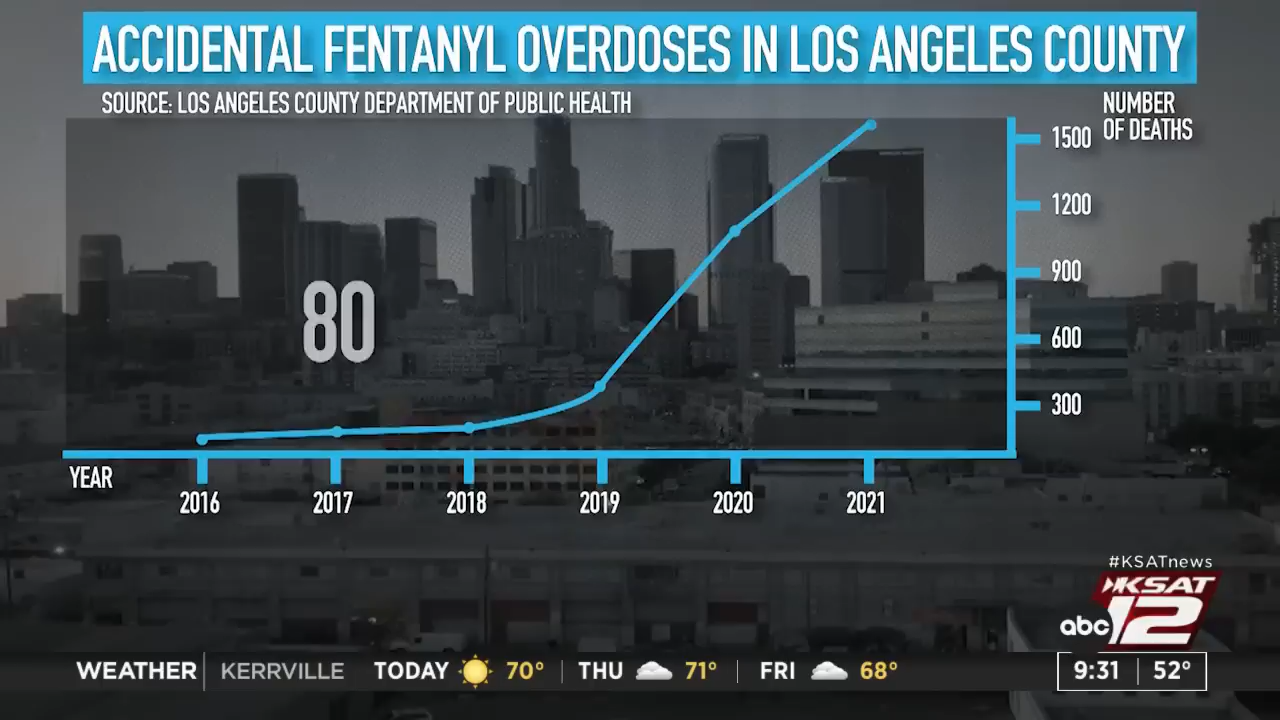 ACCIDENTAL FENTANYL OVERDOSES IN LOS ANGELES COUNTY
SOURCE: LOS ANGELES COUNTY DEPARTMENT OF PUBLIC HEALTH
NUMBER
OF DEATHS
1500
1200
900
600
300
80
YEAR
2016 2017 2018 2019 2020 2021
#KSATnews
KSAT
abc 12
WEATHER KERRVILLE TODAY 70° THU 71° FRI 68° 9:31 52°